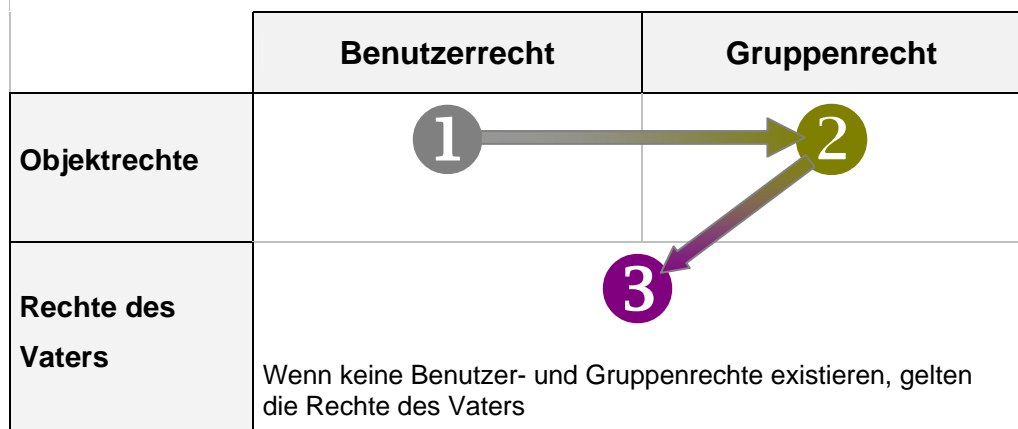 Benutzerrecht Gruppenrecht
Objektrechte
1 2
3
Rechte des
Vaters
Wenn keine Benutzer- und Gruppenrechte existieren, gelten
die Rechte des Vaters